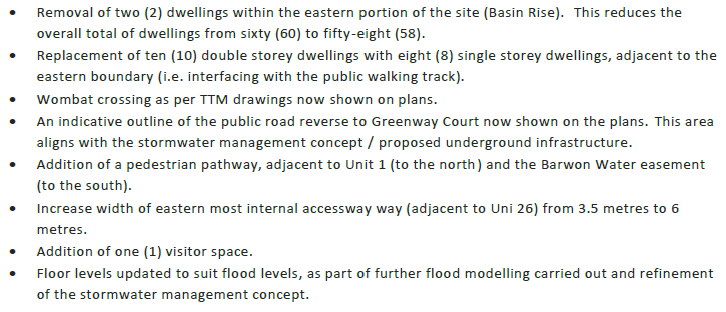 • Removal of two (2) dwellings within the eastern portion of the site (Basin Rise). This reduces the
overall total of dwellings from sixty (60) to fifty-eight (58).
• Replacement of ten (10) double storey dwellings with eight (8) single storey dwellings, adjacent to the
eastern boundary (i.e. interfacing with the public walking track).
• Wombat crossing as per TTM drawings now shown on plans.
• An indicative outline of the public road reverse to Greenway Court now shown on the plans. This area
aligns with the stormwater management concept / proposed underground infrastructure.
• Addition of a pedestrian pathway, adjacent to Unit 1 (to the north) and the Barwon Water easement
(to the south).
• Increase width of eastern most internal accessway way (adjacent to Uni 26) from 3.5 metres to 6
metres.
• Addition of one (1) visitor space.
• Floor levels updated to suit flood levels, as part of further flood modelling carried out and refinement
of the stormwater management concept.